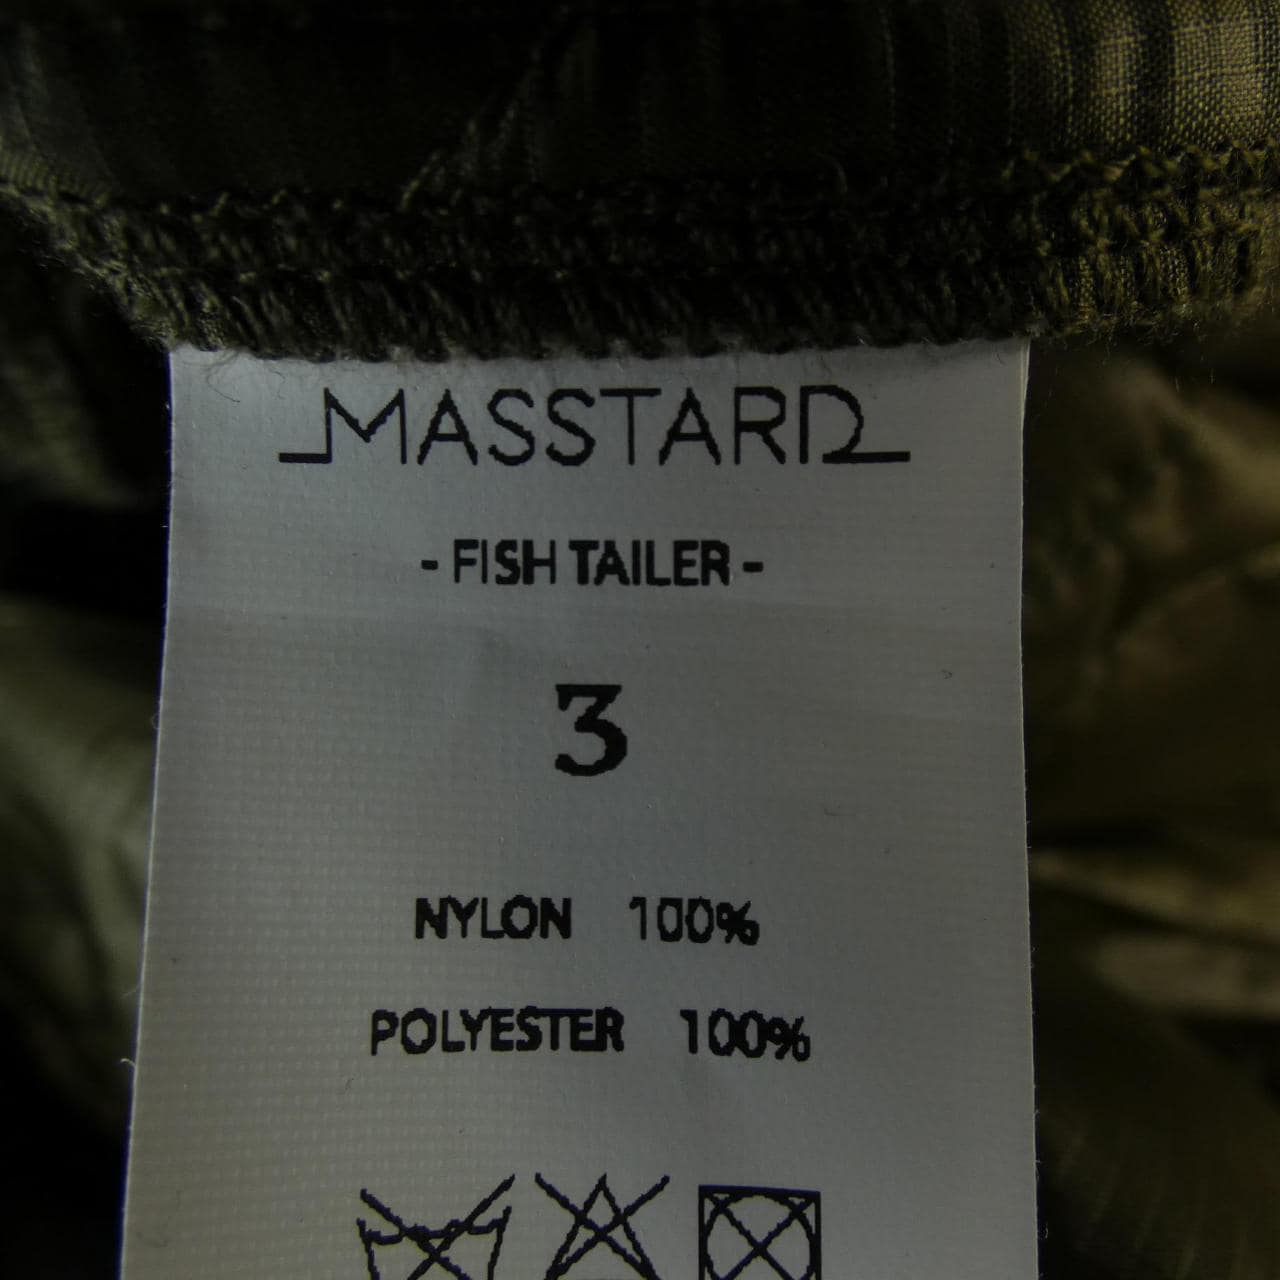 MASSTARD
- FISH TAILER -
3
NYLON 100%
POLYESTER 100%